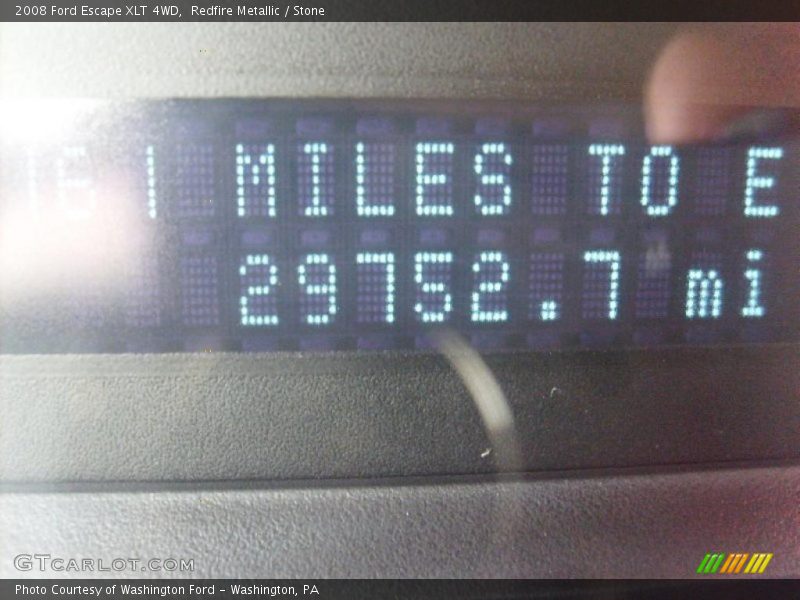 2008 Ford Escape XLT 4WD, Redfire Metallic / Stone
MILES TO E
29752.7 mi
GTCARLOT.COM
Photo Courtesy of Washington Ford - Washington, PA